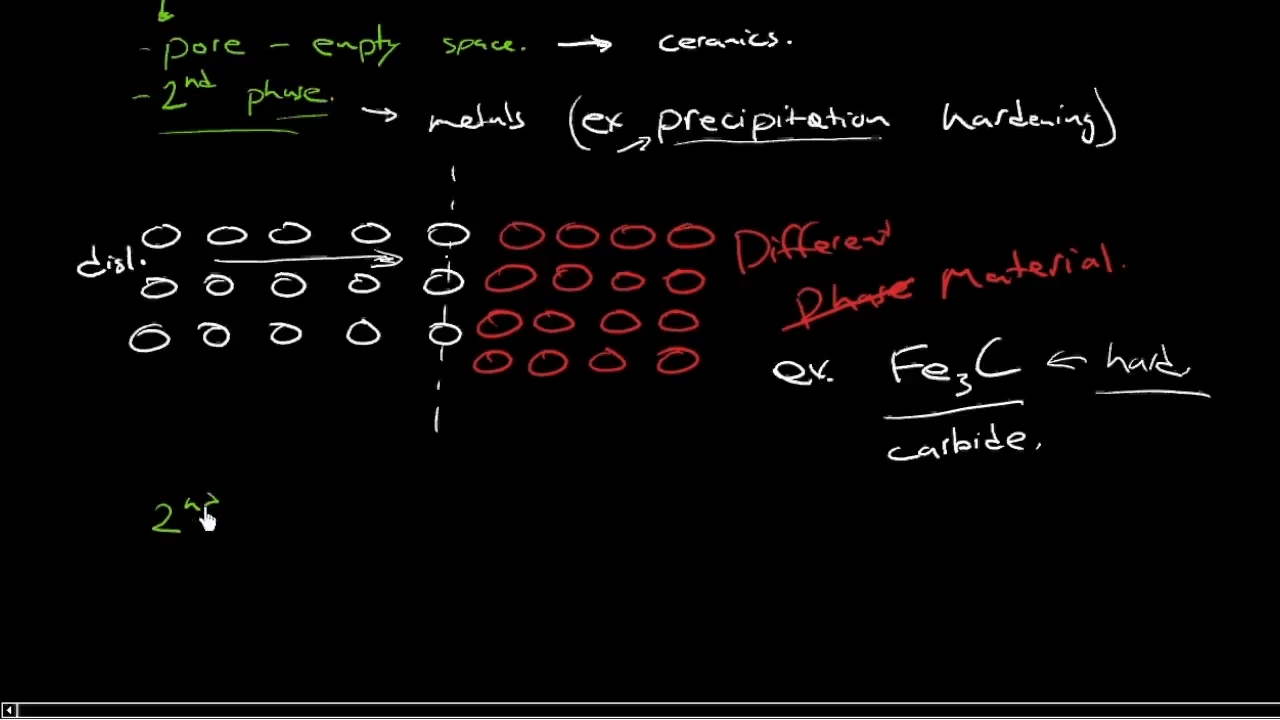 - pore - empty space. → ceramics.
- 2nd phase. → metals (ex precipitation hardening)
disl.
Different
Phase Material.
ex. Fe3C ← hard.
carbide.
2nd